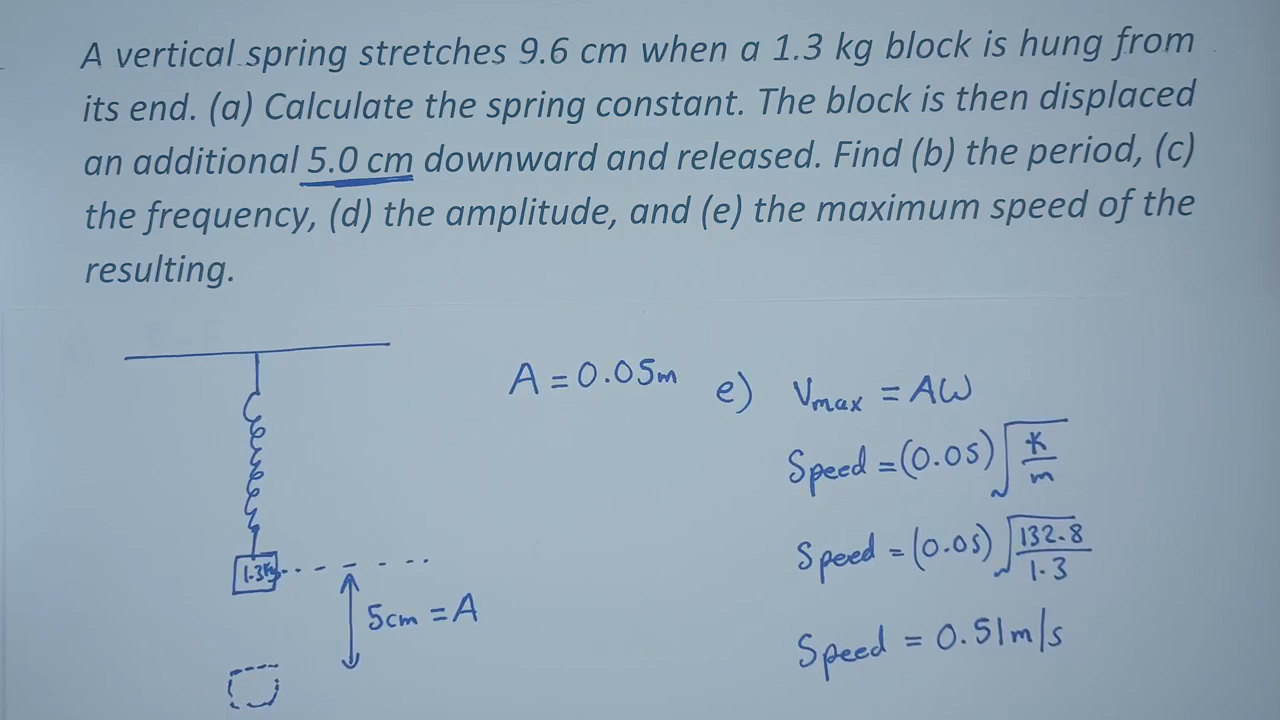 A vertical spring stretches 9.6 cm when a 1.3 kg block is hung from
its end. (a) Calculate the spring constant. The block is then displaced
an additional 5.0 cm downward and released. Find (b) the period, (c)
the frequency, (d) the amplitude, and (e) the maximum speed of the
resulting.
1.3Kg
5cm = A
A = 0.05m
e) Vmax = Aω
Speed = (0.05) √K/m
Speed = (0.05) √132.8/1.3
Speed = 0.51m/s